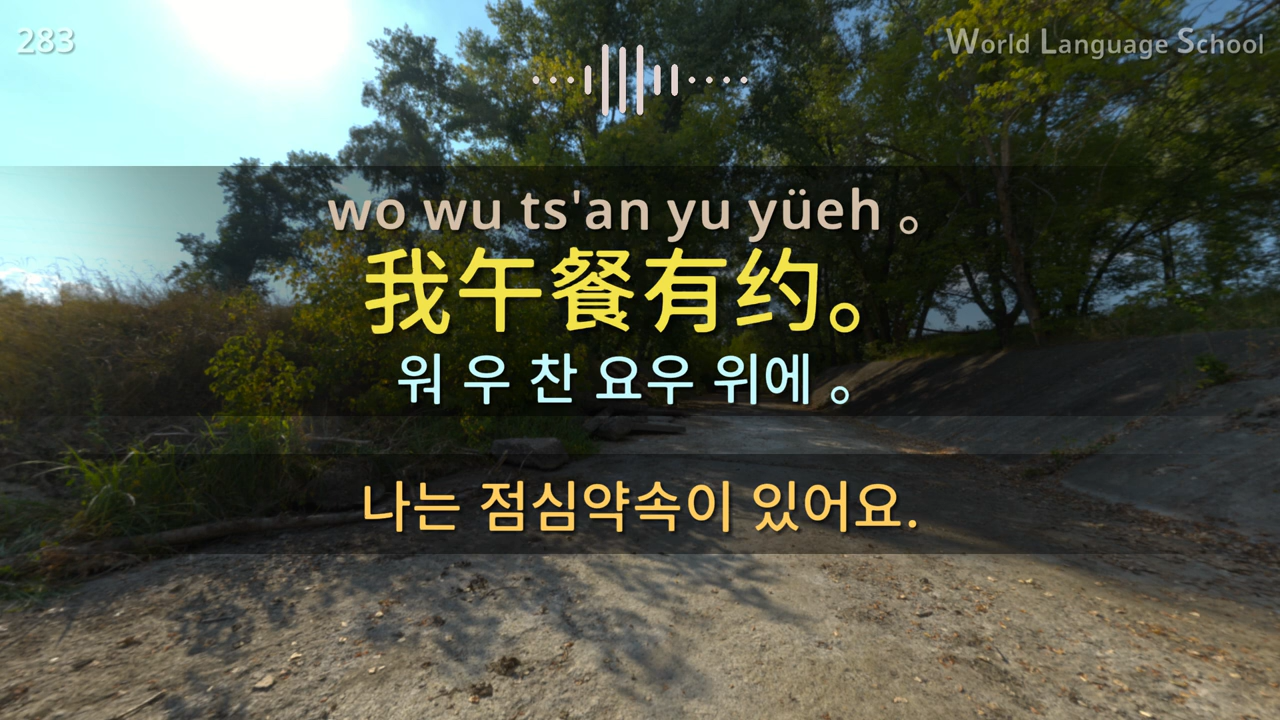 283
World Language School
wo wu ts'an yu yüeh 。
我午餐有约。
워 우 찬 요우 위에 。
나는 점심약속이 있어요.